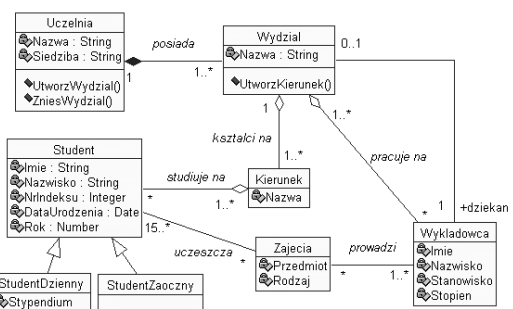 Uczelnia
Nazwa : String
Siedziba : String
UtworzWydzial()
ZniesWydzial()
posiada
1
1..*
Wydzial
Nazwa : String
UtworzKierunek()
0..1
1
1..*
ksztalci na
1..*
pracuje na
Student
Imie : String
Nazwisko : String
NrIndeksu : Integer
DataUrodzenia : Date
Rok : Number
studiuje na
*
1..*
Kierunek
Nazwa
1
+dziekan
*
Wykladowca
Imie
Nazwisko
Stanowisko
Stopien
15..*
uczeszcza
*
Zajecia
Przedmiot
Rodzaj
prowadzi
*
1..*
StudentDzienny
Stypendium
StudentZaoczny